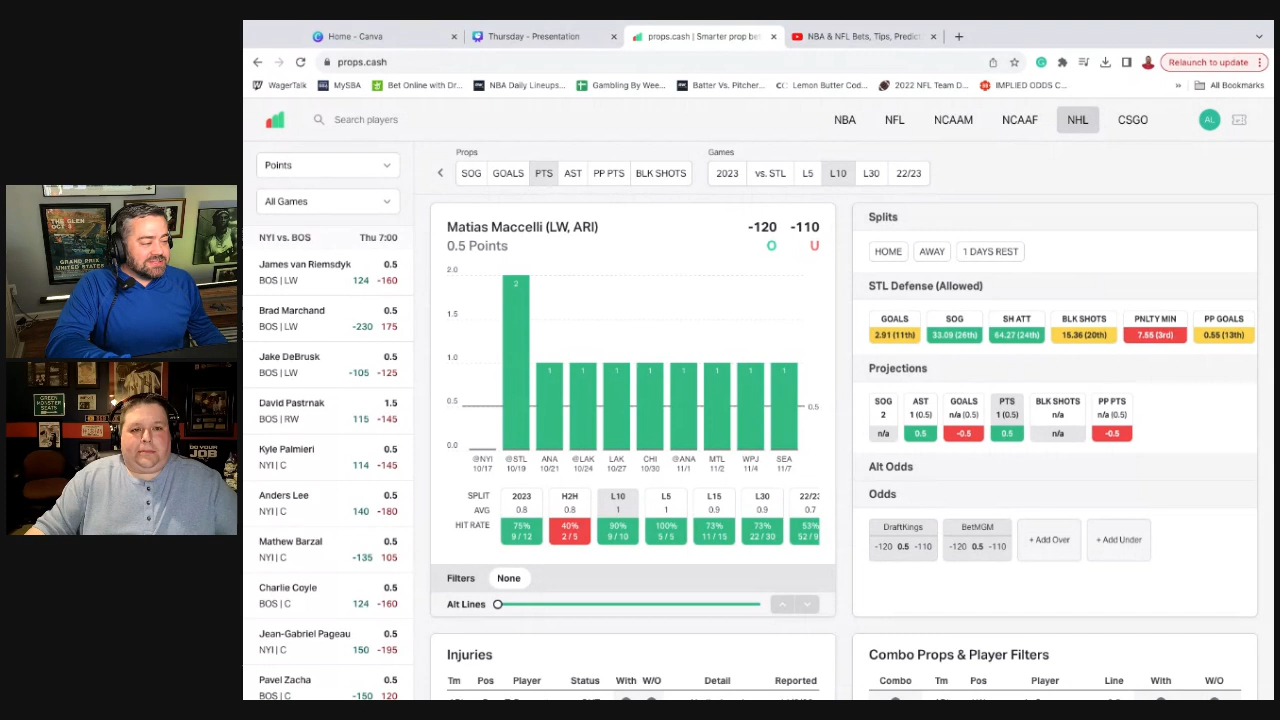 Home - Canva
Thursday - Presentation
props.cash | Smarter prop be
NBA & NFL Bets, Tips, Predict
props.cash
Relaunch to update
WagerTalk
MySBA
Bet Online with Dr...
NBA Daily Lineups...
Gambling By Wee...
Batter Vs. Pitcher...
Lemon Butter Cod...
2022 NFL Team D...
IMPLIED ODDS C...
» All Bookmarks
Search players
NBA NFL NCAAM NCAAF NHL CSGO
AL
Points
All Games
NYI vs. BOS Thu 7:00
James van Riemsdyk 0.5
BOS | LW 124 -160
Brad Marchand 0.5
BOS | LW -230 175
Jake DeBrusk 0.5
BOS | LW -105 -125
David Pastrnak 1.5
BOS | RW 115 -145
Kyle Palmieri 0.5
NYI | C 114 -145
Anders Lee 0.5
NYI | C 140 -180
Mathew Barzal 0.5
NYI | C -135 105
Charlie Coyle 0.5
BOS | C 124 -160
Jean-Gabriel Pageau 0.5
NYI | C 150 -195
Pavel Zacha 0.5
BOS | C -150 120
Props
SOG GOALS PTS AST PP PTS BLK SHOTS
Games
2023 vs. STL L5 L10 L30 22/23
Matias Maccelli (LW, ARI) -120 -110
0.5 Points O U
2.0
1.5
1.0
0.5
0.0
2 1 1 1 1 1 1 1 1
0.5
@NYI @STL ANA @LAK LAK CHI @ANA MTL WPJ SEA
10/17 10/19 10/21 10/24 10/27 10/30 11/1 11/2 11/4 11/7
SPLIT 2023 H2H L10 L5 L15 L30 22/23
AVG 0.8 0.8 1 1 0.9 0.9 0.7
HIT RATE 75% 40% 90% 100% 73% 73% 53%
9 / 12 2 / 5 9 / 10 5 / 5 11 / 15 22 / 30 52 / 9
Filters None
Alt Lines
Injuries
Tm Pos Player Status With W/O Detail Reported
Splits
HOME AWAY 1 DAYS REST
STL Defense (Allowed)
GOALS SOG SH ATT BLK SHOTS PNLTY MIN PP GOALS
2.91 (11th) 33.09 (26th) 64.27 (24th) 15.36 (20th) 7.55 (3rd) 0.55 (13th)
Projections
SOG AST GOALS PTS BLK SHOTS PP PTS
2 1 (0.5) n/a (0.5) 1 (0.5) n/a n/a (0.5)
n/a 0.5 -0.5 0.5 n/a -0.5
Alt Odds
Odds
DraftKings BetMGM + Add Over + Add Under
-120 0.5 -110 -120 0.5 -110
Combo Props & Player Filters
Combo Tm Pos Player Line With W/O
THE GLEN
OCT 5
GRAND PRIX
UNITED STATES
GREEN
MONSTER
SEATS
DO YOUR
JOB